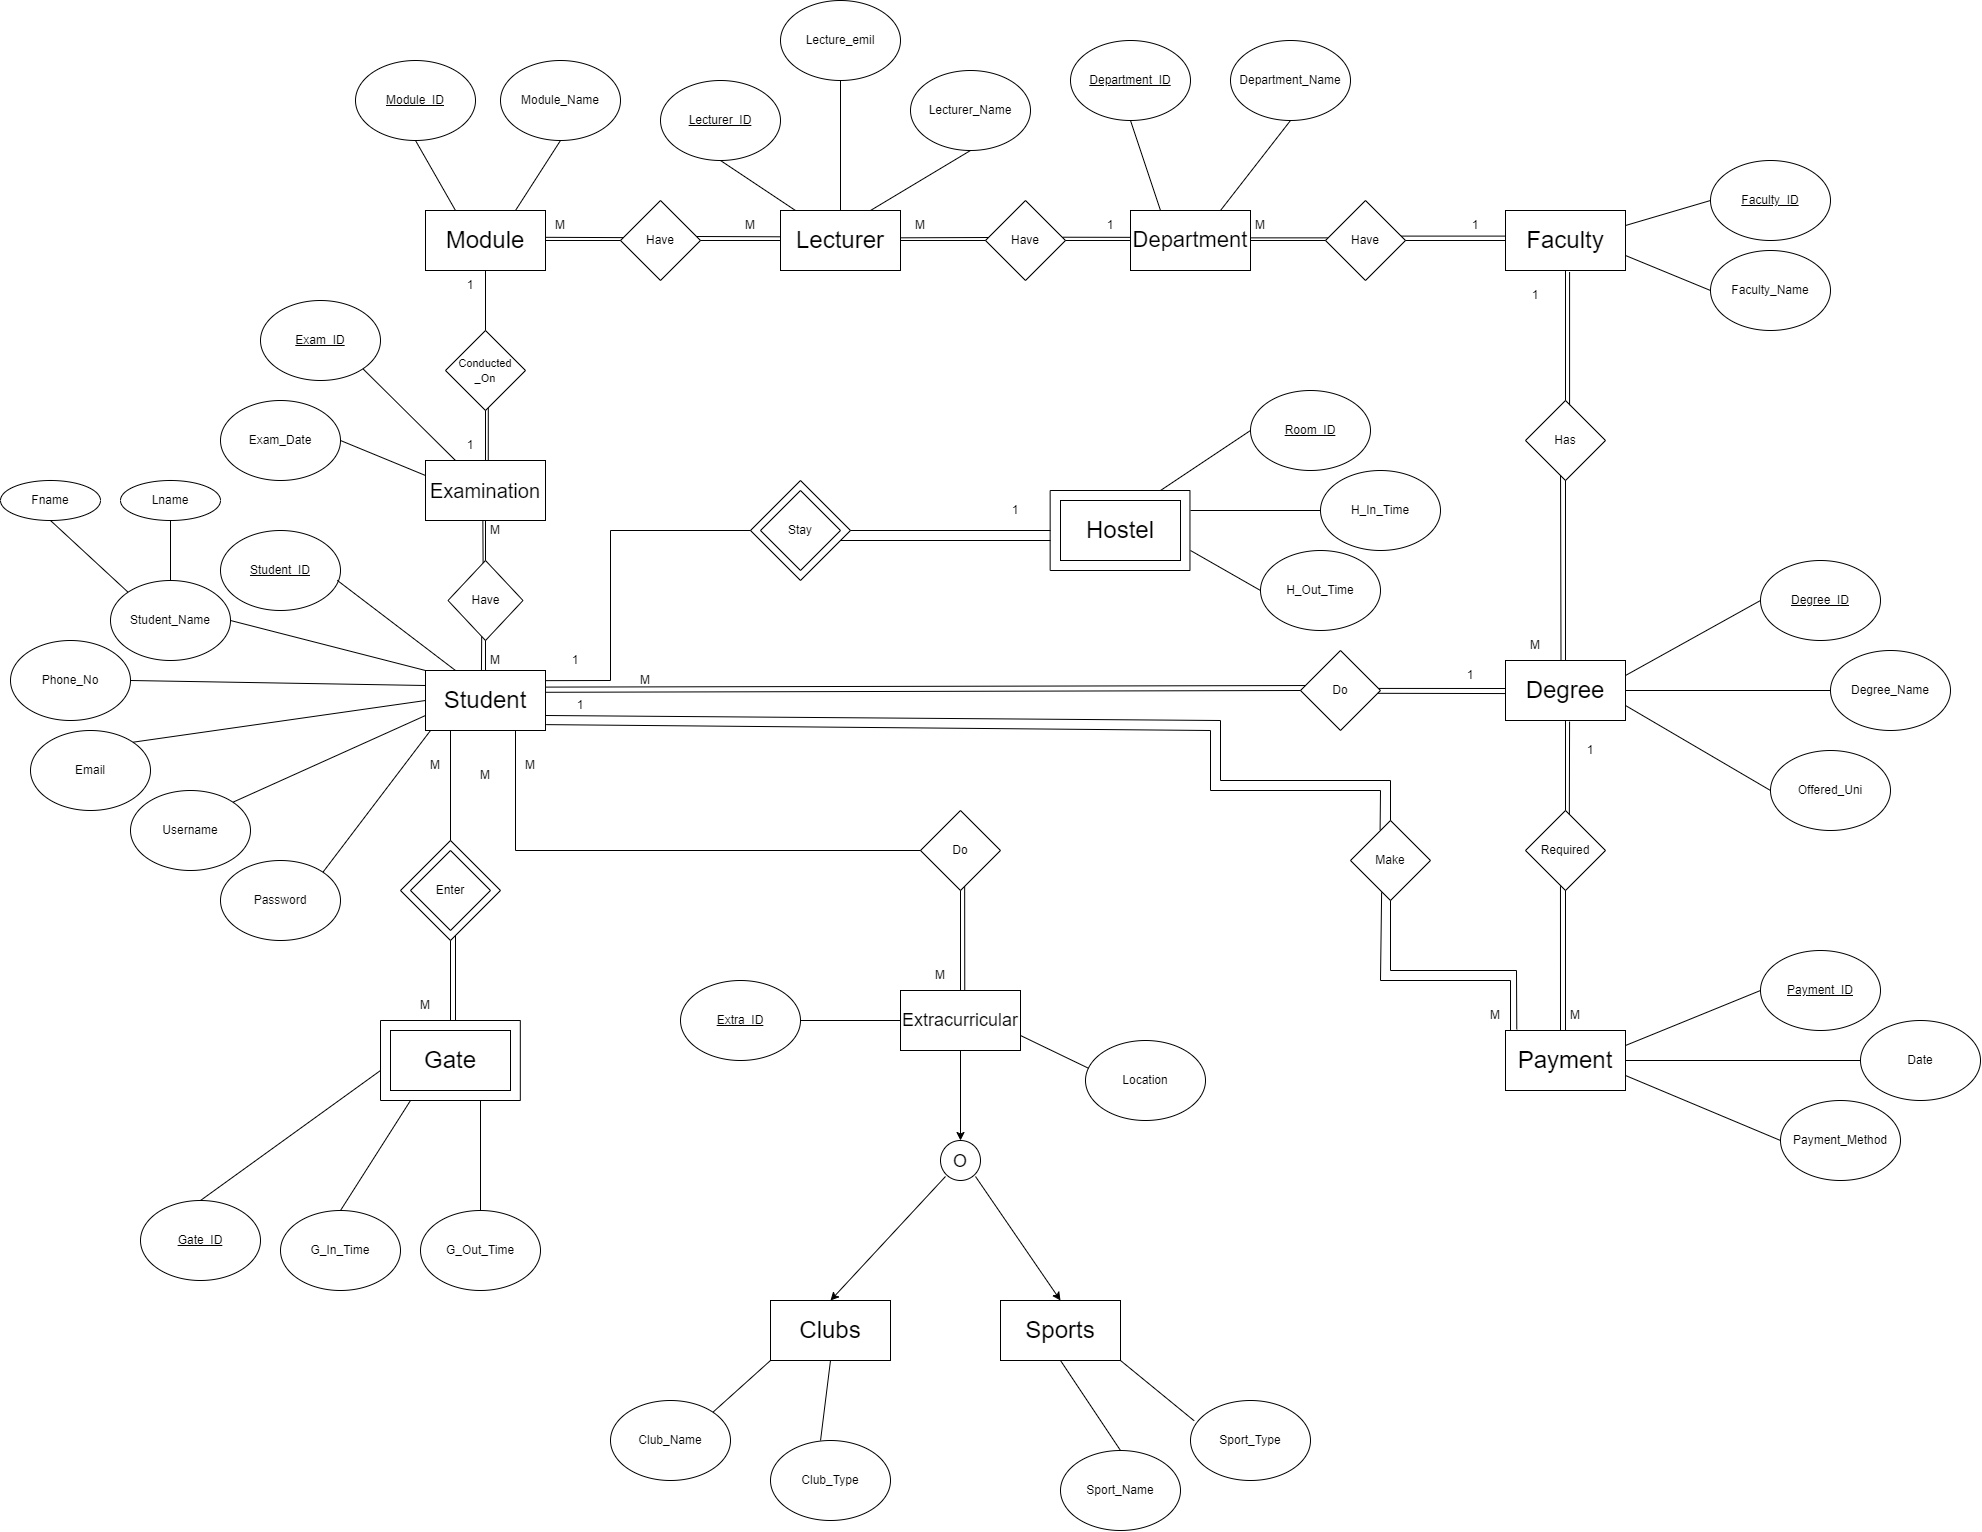 Lecture_emil
Module_ID
Module_Name
Lecturer_ID
Lecturer_Name
Department_ID
Department_Name
Faculty_ID
Faculty_Name
Module
M
Have
M
Lecturer
M
Have
1
Department
M
Have
1
Faculty
1
1
Exam_ID
Conducted
_On
Exam_Date
1
Examination
M
Room_ID
Has
Fname
Lname
Stay
1
Hostel
H_In_Time
H_Out_Time
Student_ID
Have
Student_Name
M
1
M
Degree_ID
Phone_No
Student
M
1
Do
1
Degree
Degree_Name
Email
M
M
M
1
Offered_Uni
Username
Password
Enter
Do
Make
Required
M
M
M
M
Gate
Extra_ID
Extracurricular
Location
Payment
Payment_ID
Date
Payment_Method
O
Gate_ID
G_In_Time
G_Out_Time
Clubs
Sports
Club_Name
Club_Type
Sport_Name
Sport_Type